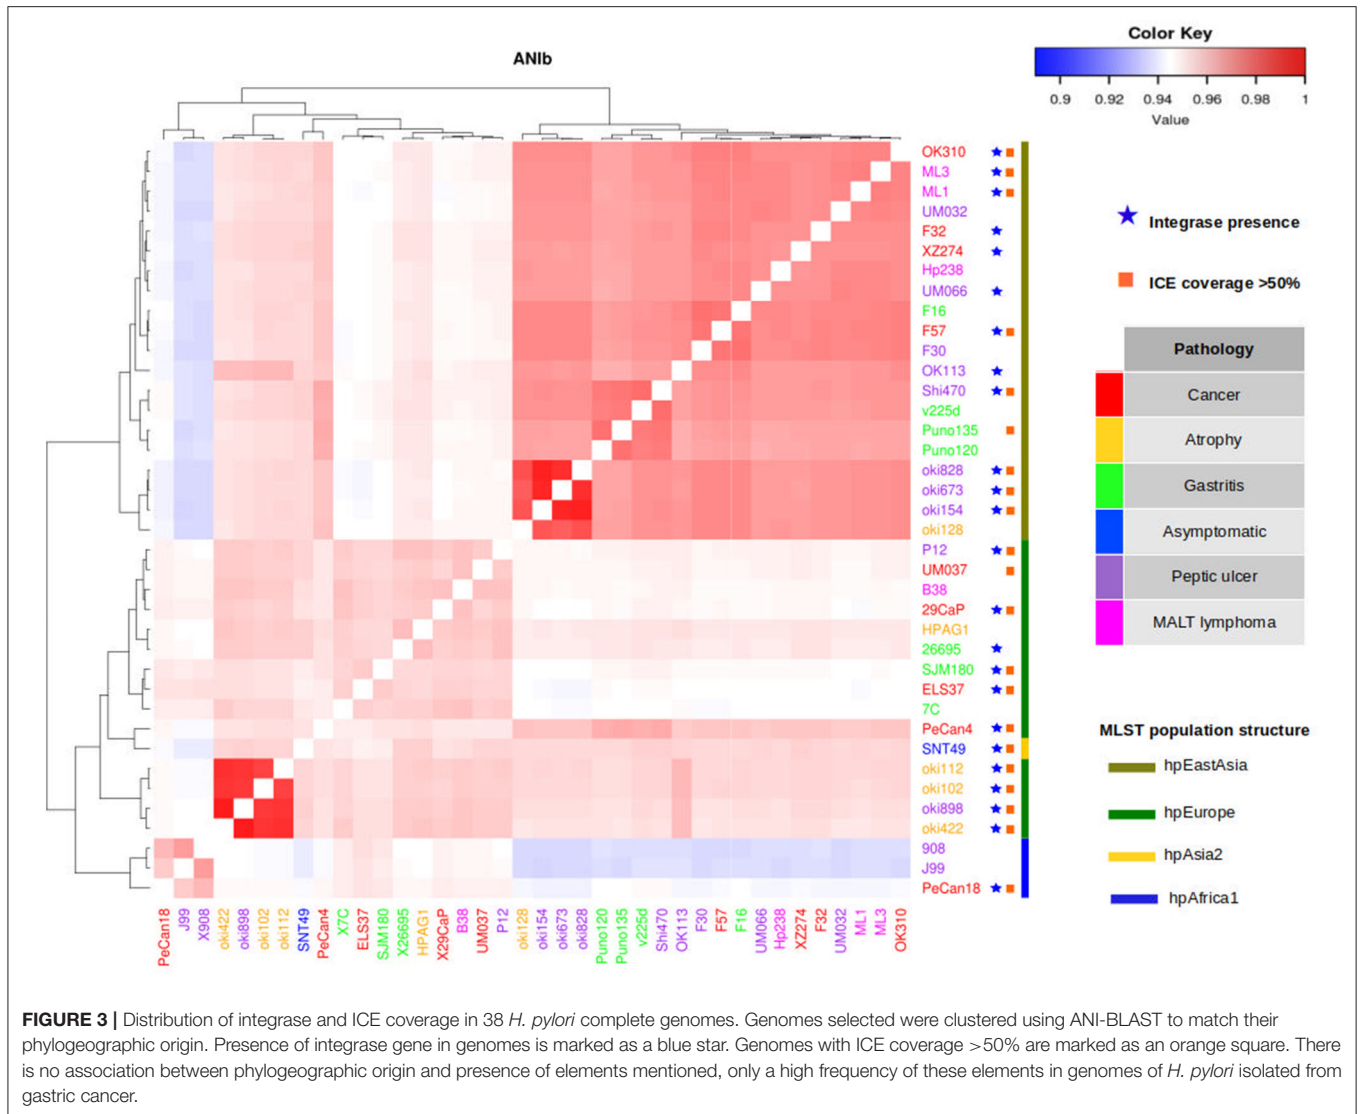 ANIb
Color Key
0.9 0.92 0.94 0.96 0.98 1
Value
OK310
ML3
ML1
UM032
F32
XZ274
Hp238
UM066
F16
F57
F30
OK113
Shi470
v225d
Puno135
Puno120
oki828
oki673
oki154
oki128
P12
UM037
B38
29CaP
HPAG1
26695
SJM180
ELS37
7C
PeCan4
SNT49
oki112
oki102
oki898
oki422
908
J99
PeCan18
Integrase presence
ICE coverage >50%
Pathology
Cancer
Atrophy
Gastritis
Asymptomatic
Peptic ulcer
MALT lymphoma
MLST population structure
hpEastAsia
hpEurope
hpAsia2
hpAfrica1
PeCan18 J99 X908 oki422 oki898 oki102 oki112 SNT49 PeCan4 X7C ELS37 SJM180 X26695 HPAG1 X29CaP B38 UM037 P12 oki128 oki154 oki673 oki828 Puno120 Puno135 v225d Shi470 OK113 F30 F57 F16 UM066 Hp238 XZ274 F32 UM032 ML1 ML3 OK310
FIGURE 3 | Distribution of integrase and ICE coverage in 38 H. pylori complete genomes. Genomes selected were clustered using ANI-BLAST to match their
phylogeographic origin. Presence of integrase gene in genomes is marked as a blue star. Genomes with ICE coverage >50% are marked as an orange square. There
is no association between phylogeographic origin and presence of elements mentioned, only a high frequency of these elements in genomes of H. pylori isolated from
gastric cancer.